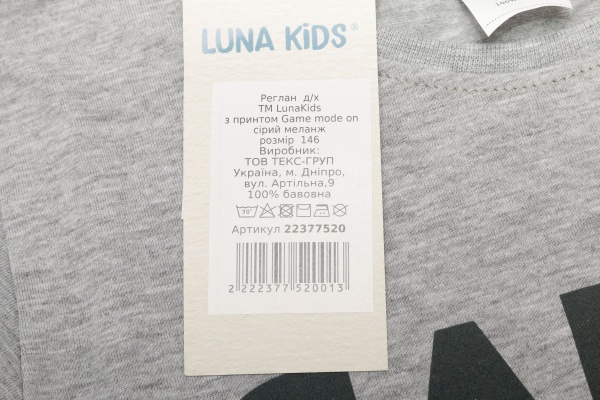 LUNA KiDS®
Реглан д/х
ТМ LunaKids
з принтом Game mode on
сірий меланж
розмір 146
Виробник:
ТОВ ТЕКС-ГРУП
Україна, м. Дніпро,
вул. Артільна,9
100% бавовна
30°
Артикул 22377520
2 222377 520013